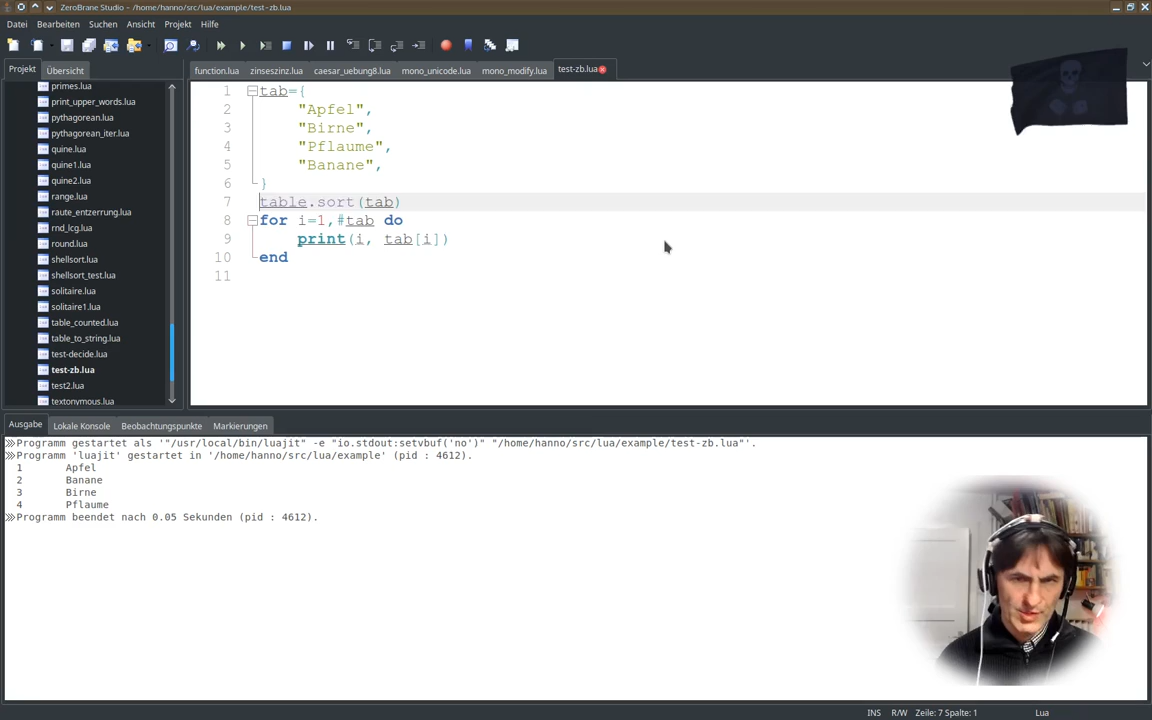 ZeroBrane Studio - /home/hanno/src/lua/example/test-zb.lua
Datei Bearbeiten Suchen Ansicht Projekt Hilfe
Projekt Übersicht
function.lua zinseszinz.lua caesar_uebung8.lua mono_unicode.lua mono_modify.lua test-zb.lua
primes.lua
print_upper_words.lua
pythagorean.lua
pythagorean_iter.lua
quine.lua
quine1.lua
quine2.lua
range.lua
raute_entzerrung.lua
rnd_lcg.lua
round.lua
shellsort.lua
shellsort_test.lua
solitaire.lua
solitaire1.lua
table_counted.lua
table_to_string.lua
test-decide.lua
test-zb.lua
test2.lua
textonymous.lua
1 tab={
2 "Apfel",
3 "Birne",
4 "Pflaume",
5 "Banane",
6 }
7 table.sort(tab)
8 for i=1,#tab do
9 print(i, tab[i])
10 end
11
Ausgabe Lokale Konsole Beobachtungspunkte Markierungen
Programm gestartet als '"/usr/local/bin/luajit" -e "io.stdout:setvbuf('no')" "/home/hanno/src/lua/example/test-zb.lua"'.
Programm 'luajit' gestartet in '/home/hanno/src/lua/example' (pid : 4612).
1 Apfel
2 Banane
3 Birne
4 Pflaume
Programm beendet nach 0.05 Sekunden (pid : 4612).
INS R/W Zeile: 7 Spalte: 1 Lua